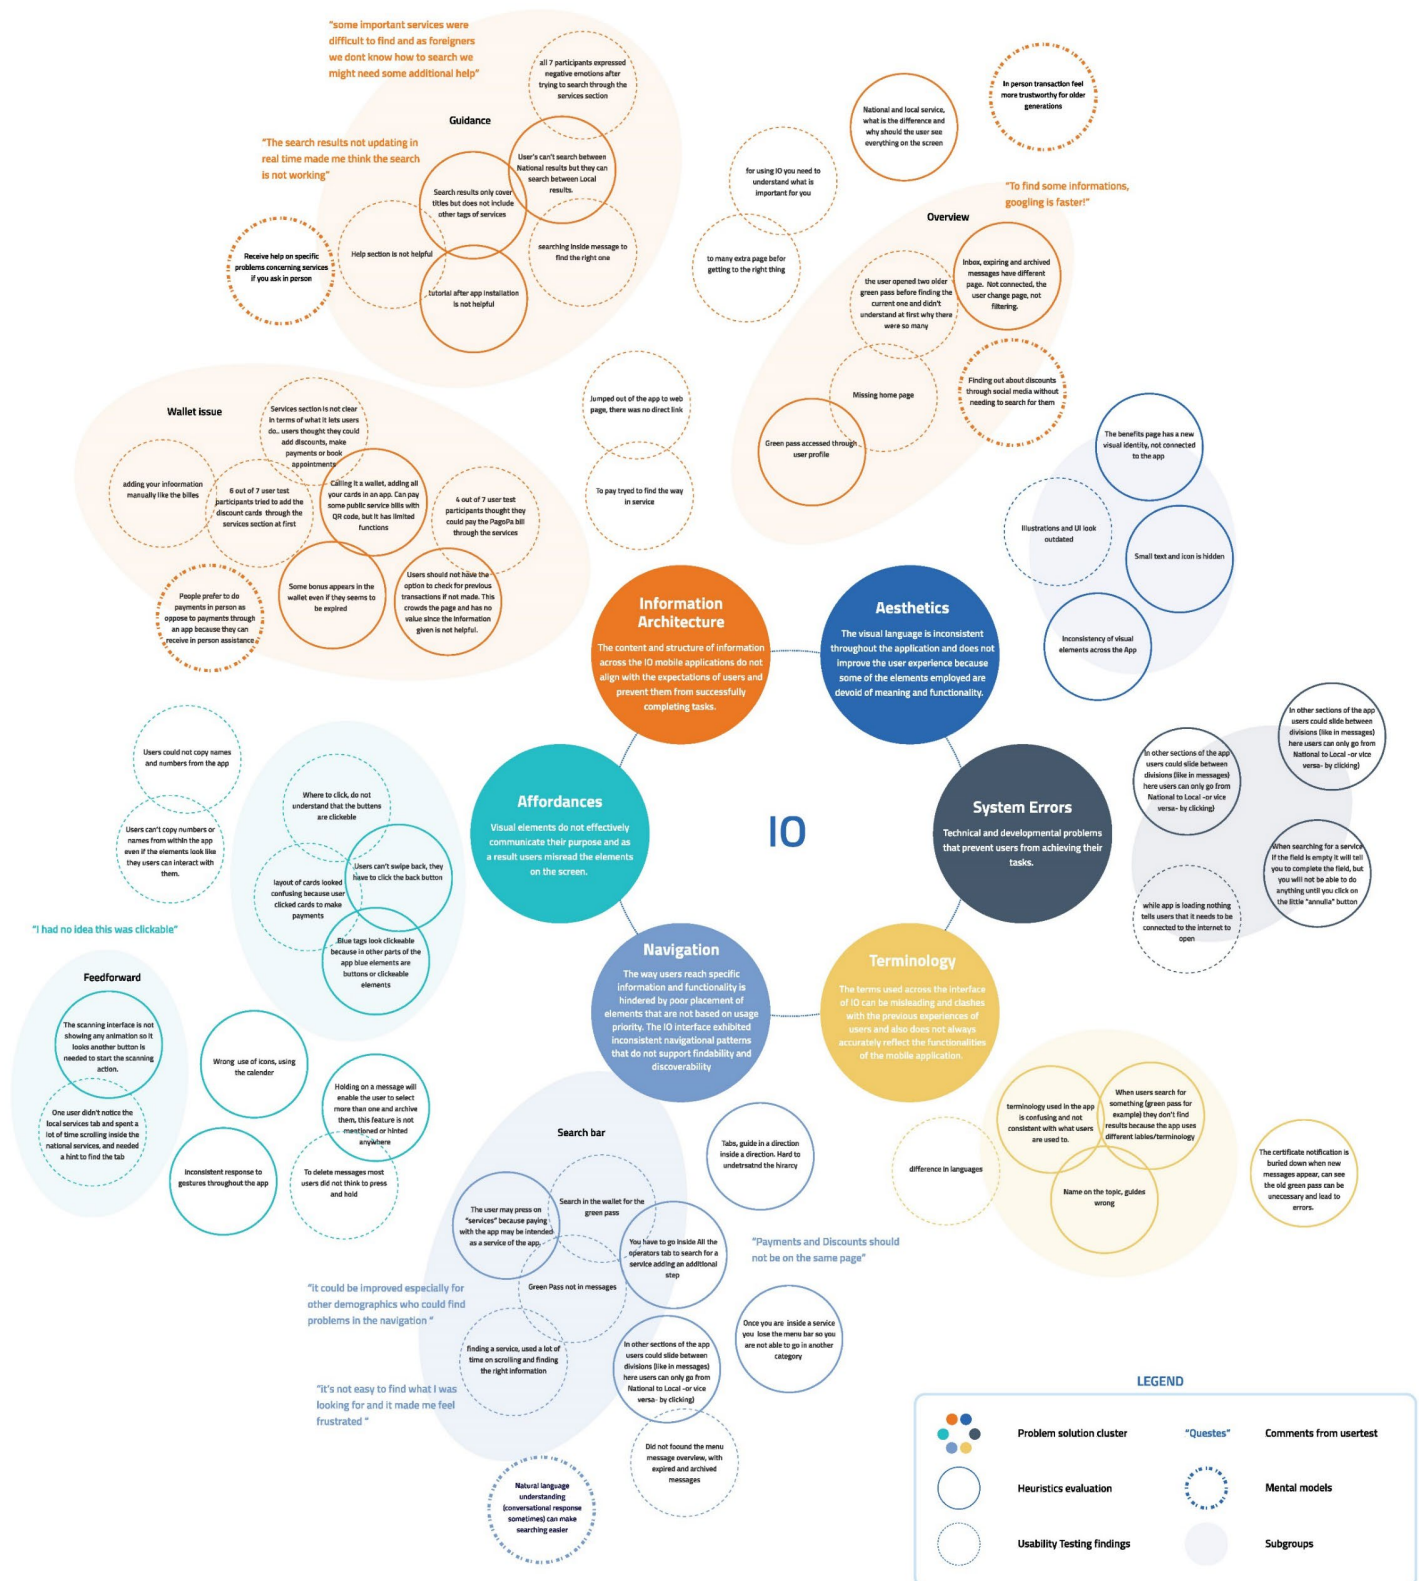 "some important services were
difficult to find and as foreigners
we dont know how to search we
might need some additional help"
all 7 participants expressed
negative emotions after
trying to search through the
services section
Guidance
"The search results not updating in
real time made me think the search
is not working"
User's can't search between
National results but they can
search between Local
results.
Search results only cover
titles but does not include
other tags of services
Help section is not helpful
searching inside message to
find the right one
tutorial after app installation
is not helpful
Receive help on specific
problems concerning services
if you ask in person
In person transaction feel
more trustworthy for older
generations
National and local service,
what is the difference and
why should the user see
everything on the screen
for using IO you need to
understand what is
important for you
to many extra page befor
getting to the right thing
"To find some informations,
googling is faster!"
Overview
Inbox, expiring and archived
messages have different
page. Not connected, the
user change page, not
filtering.
the user opened two older
green pass before finding the
current one and didn't
understand at first why there
were so many
Missing home page
Finding out about discounts
through social media without
needing to search for them
Green pass accessed through
user profile
Jumped out of the app to web
page, there was no direct link
To pay tryed to find the way
in service
Wallet issue
Services section is not clear
in terms of what it lets users
do.. users thought they could
add discounts, make
payments or book
appointments
adding your infoormation
manually like the billes
6 out of 7 user test
participants tried to add the
discount cards through the
services section at first
Calling it a wallet, adding all
your cards in an app. Can pay
some public service bills with
QR code, but it has limited
functions
4 out of 7 user test
participants thought they
could pay the PagoPa bill
through the services
People prefer to do
payments in person as
oppose to payments through
an app because they can
receive in person assistance
Some bonus appears in the
wallet even if they seems to
be expired
Users should not have the
option to check for previous
transactions if not made. This
crowds the page and has no
value since the information
given is not helpful.
The benefits page has a new
visual identity, not connected
to the app
Illustrations and UI look
outdated
Small text and icon is hidden
Inconsistency of visual
elements across the App
Information
Architecture
The content and structure of information
across the IO mobile applications do not
align with the expectations of users and
prevent them from successfully
completing tasks.
Aesthetics
The visual language is inconsistent
throughout the application and does not
improve the user experience because
some of the elements employed are
devoid of meaning and functionality.
Affordances
Visual elements do not effectively
communicate their purpose and as
a result users misread the elements
on the screen.
IO
System Errors
Technical and developmental problems
that prevent users from achieving their
tasks.
Navigation
The way users reach specific
information and functionality is
hindered by poor placement of
elements that are not based on usage
priority. The IO interface exhibited
inconsistent navigational patterns
that do not support findability and
discoverability
Terminology
The terms used across the interface
of IO can be misleading and clashes
with the previous experiences of
users and also does not always
accurately reflect the functionalities
of the mobile application.
In other sections of the app
users could slide between
divisions (like in messages)
here users can only go from
National to Local -or vice
versa- by clicking)
In other sections of the app
users could slide between
divisions (like in messages)
here users can only go from
National to Local -or vice
versa- by clicking)
When searching for a service
if the field is empty it will tell
you to complete the field, but
you will not be able to do
anything until you click on
the little "annulla" button
while app is loading nothing
tells users that it needs to be
connected to the internet to
open
Users could not copy names
and numbers from the app
Users can't copy numbers or
names from within the app
even if the elements look like
they users can interact with
them.
Where to click, do not
understand that the buttens
are clickeble
Users can't swipe back, they
have to click the back button
layout of cards looked
confusing because user
clicked cards to make
payments
Blue tags look clickeable
because in other parts of the
app blue elements are
buttons or clickeable
elements
"I had no idea this was clickable"
Feedforward
The scanning interface is not
showing any animation so it
looks another button is
needed to start the scanning
action.
One user didn't notice the
local services tab and spent a
lot of time scrolling inside the
national services, and needed
a hint to find the tab
Wrong use of icons, using
the calender
Holding on a message will
enable the user to select
more than one and archive
them, this feature is not
mentioned or hinted
anywhere
Inconsistent response to
gestures throughout the app
To delete messages most
users did not think to press
and hold
Search bar
Search in the wallet for the
green pass
The user may press on
"services" because paying
with the app may be intended
as a service of the app.
You have to go inside All the
operators tab to search for a
service adding an additional
step
Green Pass not in messages
finding a service, used a lot of
time on scrolling and finding
the right information
In other sections of the app
users could slide between
divisions (like in messages)
here users can only go from
National to Local -or vice
versa- by clicking)
Did not foound the menu
message overview, with
expired and archived
messages
Natural language
understanding
(conversational response
sometimes) can make
searching easier
"it could be improved especially for
other demographics who could find
problems in the navigation "
"it's not easy to find what I was
looking for and it made me feel
frustrated "
Tabs, guide in a direction
inside a direction. Hard to
undetrsatnd the hirarcy
"Payments and Discounts should
not be on the same page"
Once you are inside a service
you lose the menu bar so you
are not able to go in another
category
terminology used in the app
is confusing and not
consistent with what users
are used to.
When users search for
something (green pass for
example) they don't find
results because the app uses
different lables/terminology
difference in languages
Name on the topic, guides
wrong
The certificate notification is
buried down when new
messages appear, can see
the old green pass can be
unecessary and lead to
errors.
LEGEND
Problem solution cluster
"Questes"
Comments from usertest
Heuristics evaluation
Mental models
Usability Testing findings
Subgroups